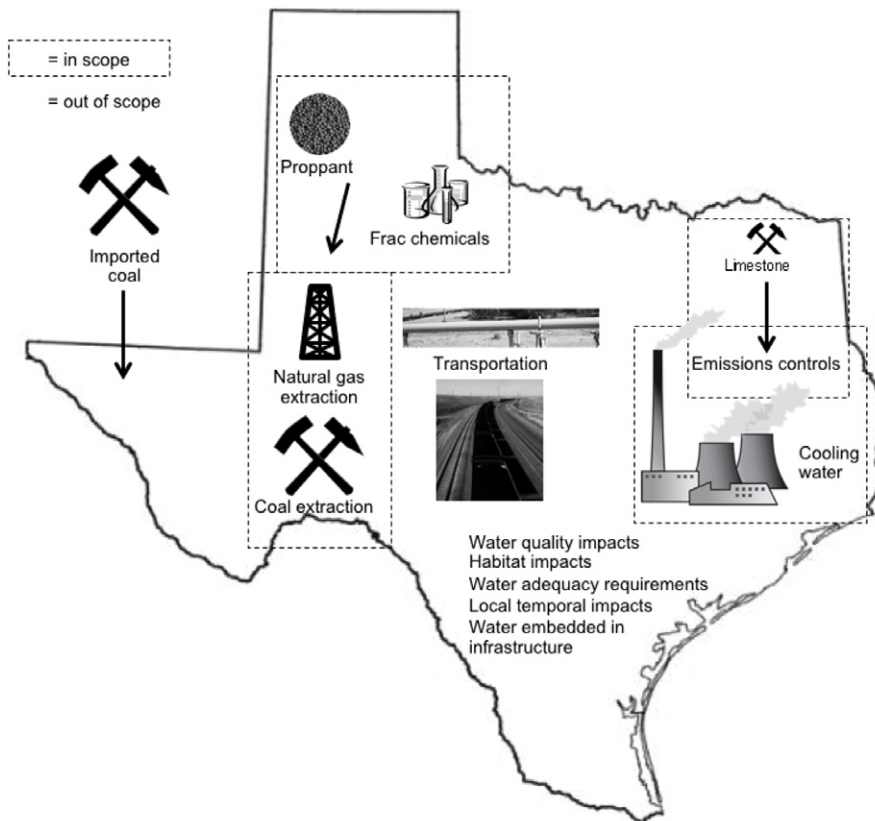 = in scope
= out of scope
Proppant
Frac chemicals
Imported
coal
Limestone
Natural gas
extraction
Transportation
Emissions controls
Coal extraction
Cooling
water
Water quality impacts
Habitat impacts
Water adequacy requirements
Local temporal impacts
Water embedded in
infrastructure